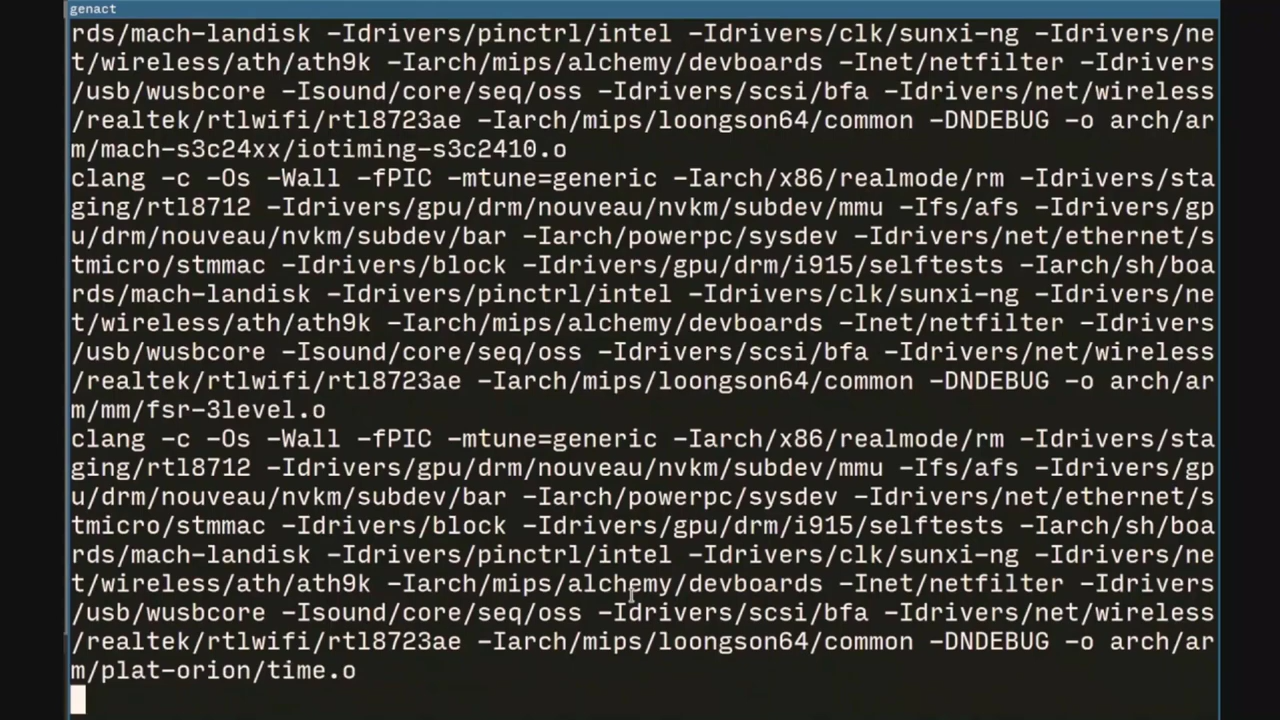 genact
rds/mach-landisk -Idrivers/pinctrl/intel -Idrivers/clk/sunxi-ng -Idrivers/ne
t/wireless/ath/ath9k -Iarch/mips/alchemy/devboards -Inet/netfilter -Idrivers
/usb/wusbcore -Isound/core/seq/oss -Idrivers/scsi/bfa -Idrivers/net/wireless
/realtek/rtlwifi/rtl8723ae -Iarch/mips/loongson64/common -DNDEBUG -o arch/ar
m/mach-s3c24xx/iotiming-s3c2410.o
clang -c -Os -Wall -fPIC -mtune=generic -Iarch/x86/realmode/rm -Idrivers/sta
ging/rtl8712 -Idrivers/gpu/drm/nouveau/nvkm/subdev/mmu -Ifs/afs -Idrivers/gp
u/drm/nouveau/nvkm/subdev/bar -Iarch/powerpc/sysdev -Idrivers/net/ethernet/s
tmicro/stmmac -Idrivers/block -Idrivers/gpu/drm/i915/selftests -Iarch/sh/boa
rds/mach-landisk -Idrivers/pinctrl/intel -Idrivers/clk/sunxi-ng -Idrivers/ne
t/wireless/ath/ath9k -Iarch/mips/alchemy/devboards -Inet/netfilter -Idrivers
/usb/wusbcore -Isound/core/seq/oss -Idrivers/scsi/bfa -Idrivers/net/wireless
/realtek/rtlwifi/rtl8723ae -Iarch/mips/loongson64/common -DNDEBUG -o arch/ar
m/mm/fsr-3level.o
clang -c -Os -Wall -fPIC -mtune=generic -Iarch/x86/realmode/rm -Idrivers/sta
ging/rtl8712 -Idrivers/gpu/drm/nouveau/nvkm/subdev/mmu -Ifs/afs -Idrivers/gp
u/drm/nouveau/nvkm/subdev/bar -Iarch/powerpc/sysdev -Idrivers/net/ethernet/s
tmicro/stmmac -Idrivers/block -Idrivers/gpu/drm/i915/selftests -Iarch/sh/boa
rds/mach-landisk -Idrivers/pinctrl/intel -Idrivers/clk/sunxi-ng -Idrivers/ne
t/wireless/ath/ath9k -Iarch/mips/alchemy/devboards -Inet/netfilter -Idrivers
/usb/wusbcore -Isound/core/seq/oss -Idrivers/scsi/bfa -Idrivers/net/wireless
/realtek/rtlwifi/rtl8723ae -Iarch/mips/loongson64/common -DNDEBUG -o arch/ar
m/plat-orion/time.o